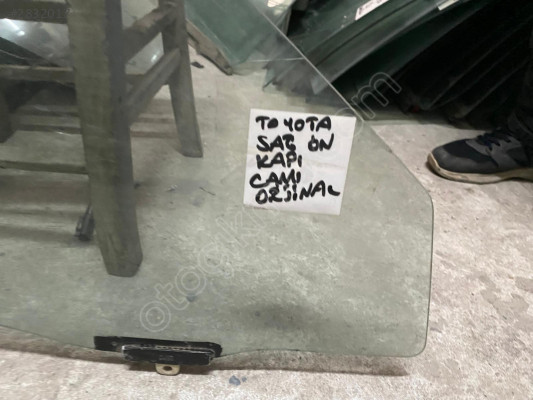 TOYOTA
SAĞ ÖN
KAPI
CAMI
ORJİNAL